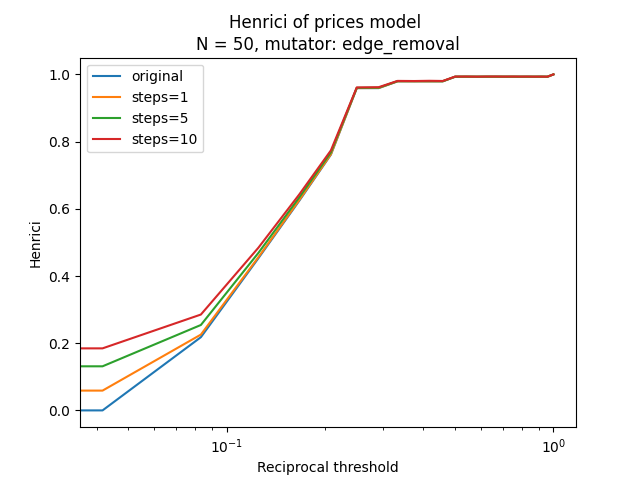 Henrici of prices model
N = 50, mutator: edge_removal
original
steps=1
steps=5
steps=10
1.0
0.8
0.6
0.4
0.2
0.0
Henrici
10⁻¹
10⁰
Reciprocal threshold